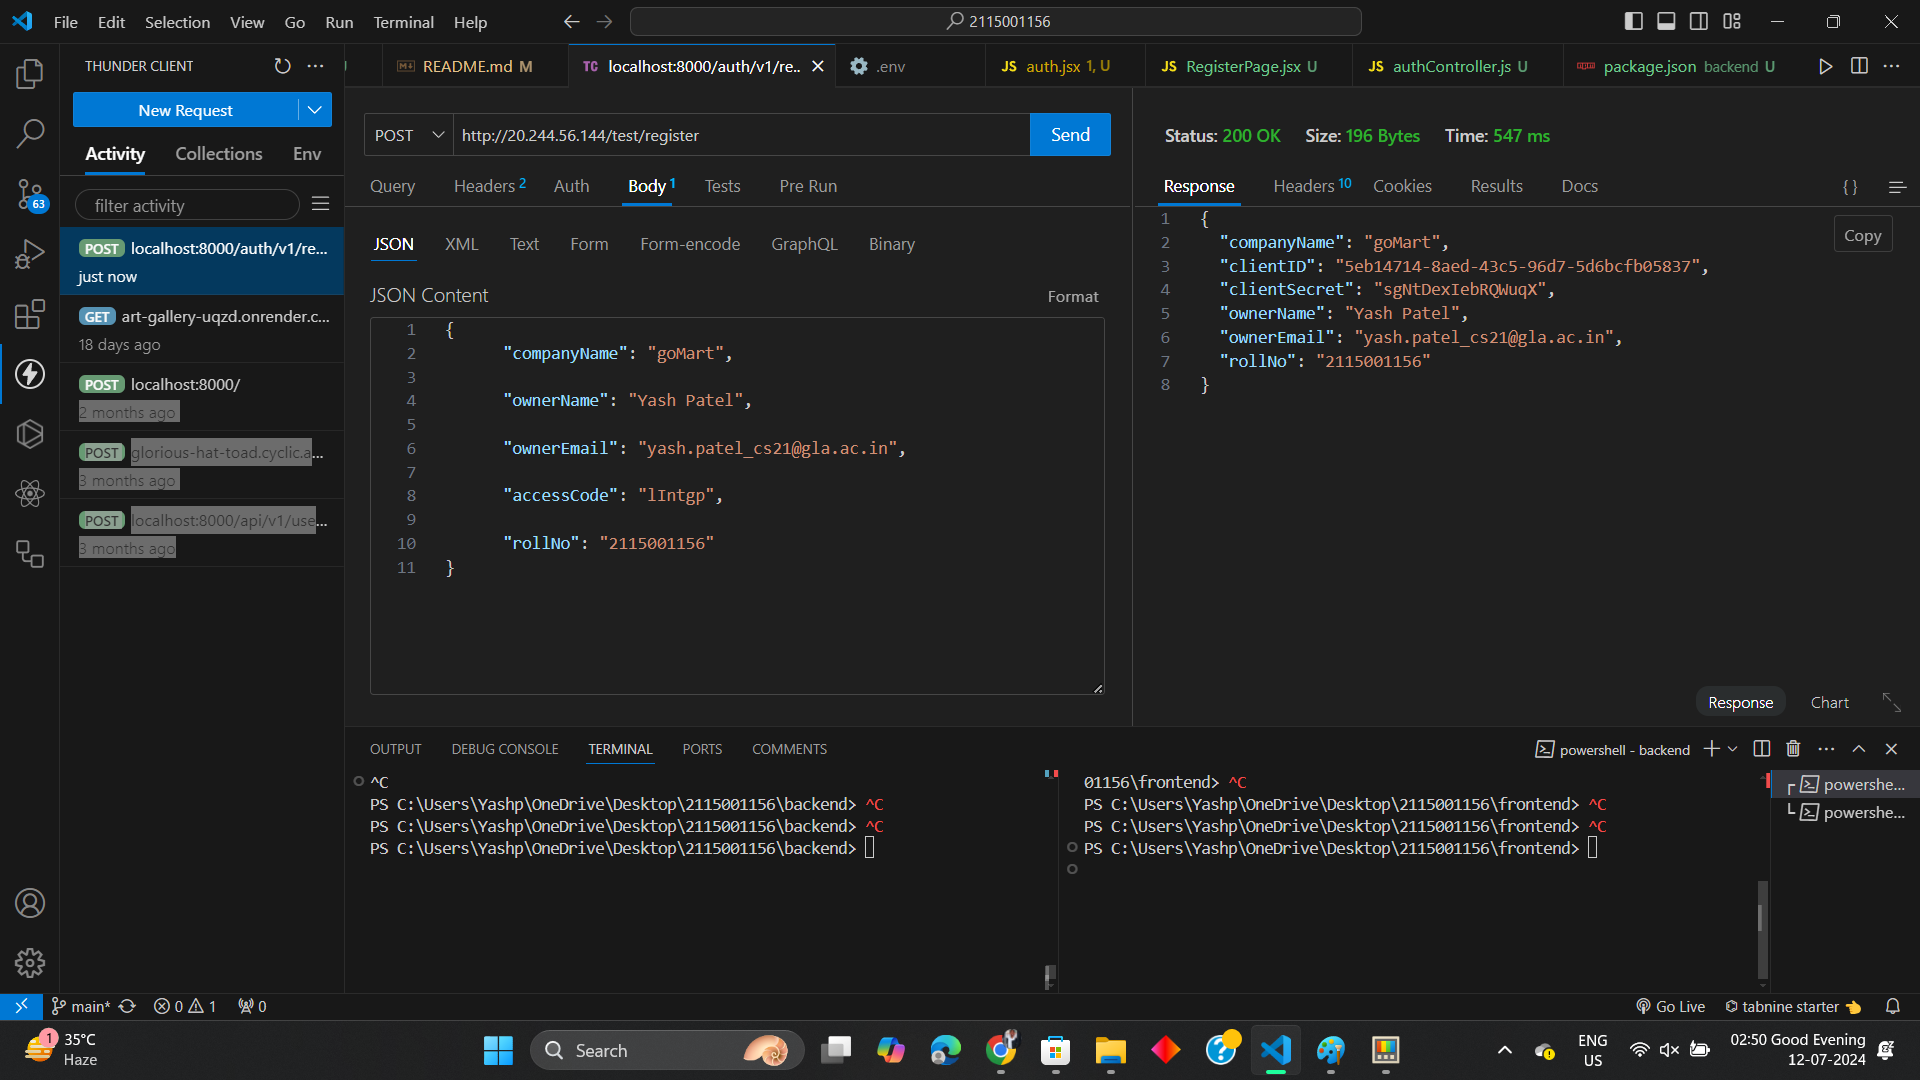 File Edit Selection View Go Run Terminal Help
2115001156
THUNDER CLIENT
README.md M
localhost:8000/auth/v1/re..
.env
JS auth.jsx 1, U
JS RegisterPage.jsx U
JS authController.js U
package.json backend U
New Request
Activity Collections Env
filter activity
63
POST localhost:8000/auth/v1/re...
just now
GET art-gallery-uqzd.onrender.c...
18 days ago
POST localhost:8000/
2 months ago
POST glorious-hat-toad.cyclic.a...
3 months ago
POST localhost:8000/api/v1/use...
3 months ago
POST http://20.244.56.144/test/register Send
Query Headers 2 Auth Body 1 Tests Pre Run
JSON XML Text Form Form-encode GraphQL Binary
JSON Content Format
1 {
2 "companyName": "goMart",
3
4 "ownerName": "Yash Patel",
5
6 "ownerEmail": "yash.patel_cs21@gla.ac.in",
7
8 "accessCode": "lIntgp",
9
10 "rollNo": "2115001156"
11 }
Status: 200 OK Size: 196 Bytes Time: 547 ms
Response Headers 10 Cookies Results Docs { }
Copy
1 {
2 "companyName": "goMart",
3 "clientID": "5eb14714-8aed-43c5-96d7-5d6bcfb05837",
4 "clientSecret": "sgNtDexIebRQWuqX",
5 "ownerName": "Yash Patel",
6 "ownerEmail": "yash.patel_cs21@gla.ac.in",
7 "rollNo": "2115001156"
8 }
Response Chart
OUTPUT DEBUG CONSOLE TERMINAL PORTS COMMENTS
powershell - backend
^C
PS C:\Users\Yashp\OneDrive\Desktop\2115001156\backend> ^C
PS C:\Users\Yashp\OneDrive\Desktop\2115001156\backend> ^C
PS C:\Users\Yashp\OneDrive\Desktop\2115001156\backend>
01156\frontend> ^C
PS C:\Users\Yashp\OneDrive\Desktop\2115001156\frontend> ^C
PS C:\Users\Yashp\OneDrive\Desktop\2115001156\frontend> ^C
PS C:\Users\Yashp\OneDrive\Desktop\2115001156\frontend>
powershe...
powershe...
main* 0 1 0
Go Live tabnine starter
1
35°C
Haze
Search
ENG
US
02:50 Good Evening
12-07-2024